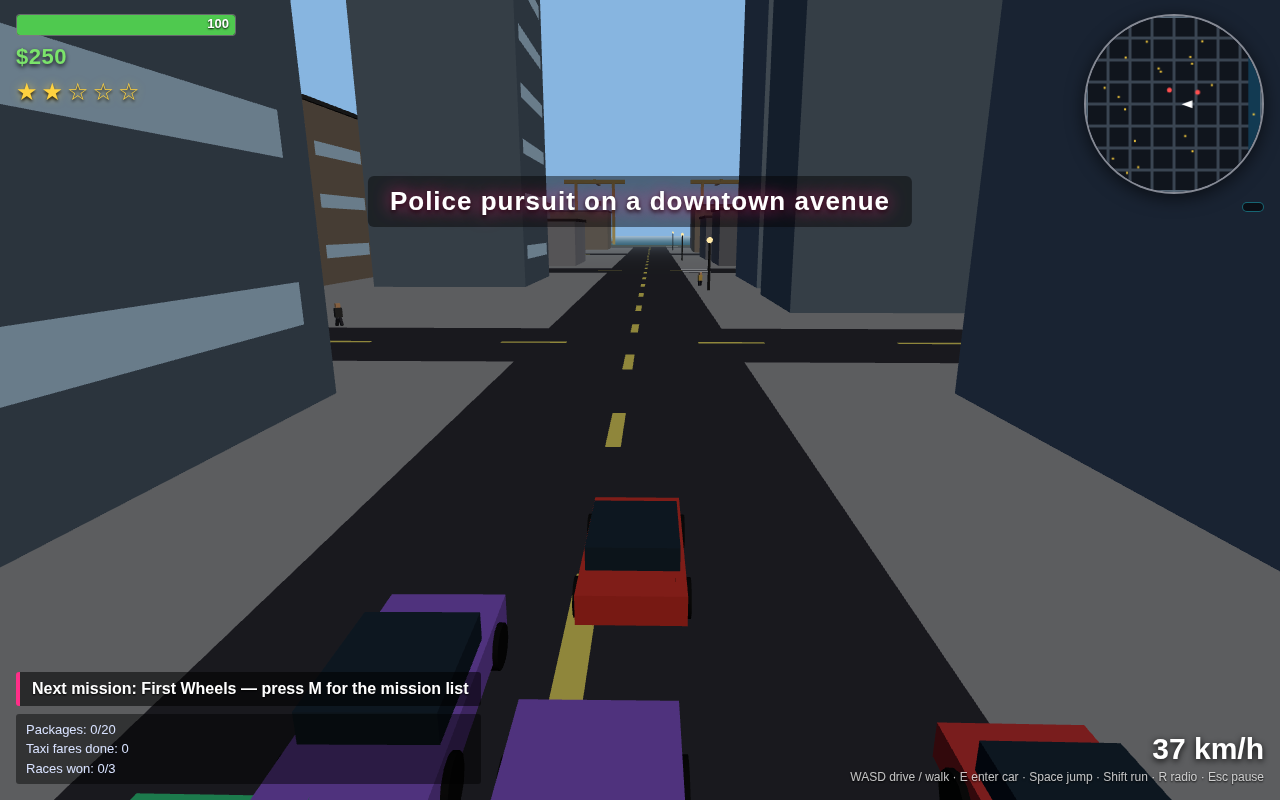 100
$250
Police pursuit on a downtown avenue
Next mission: First Wheels — press M for the mission list
Packages: 0/20
Taxi fares done: 0
Races won: 0/3
37 km/h
WASD drive / walk · E enter car · Space jump · Shift run · R radio · Esc pause